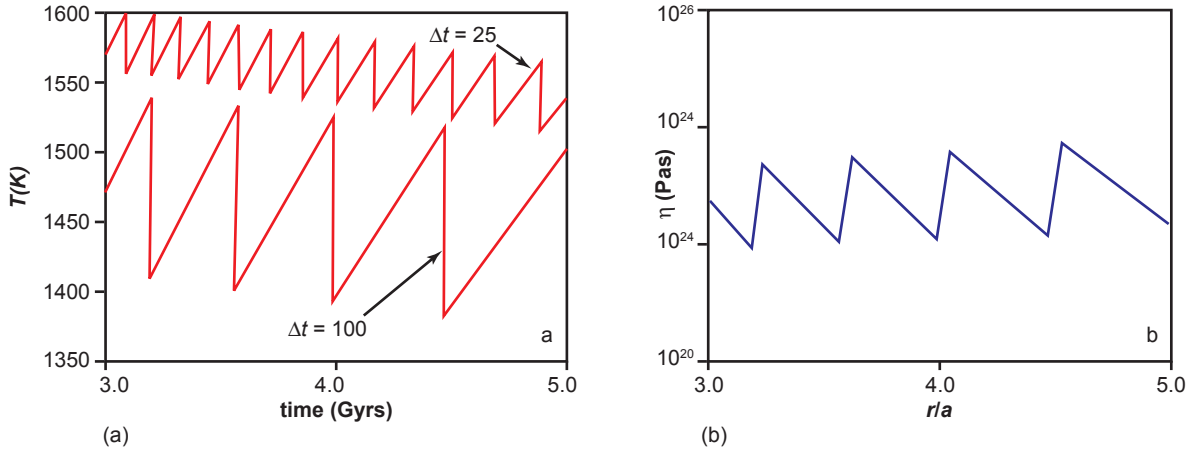 1600
1550
1500
1450
1400
1350
T(K)
Δt = 25
Δt = 100
a
3.0 4.0 5.0
time (Gyrs)
(a)
10^26
10^24
10^24
10^20
η (Pas)
b
3.0 4.0 5.0
r/a
(b)